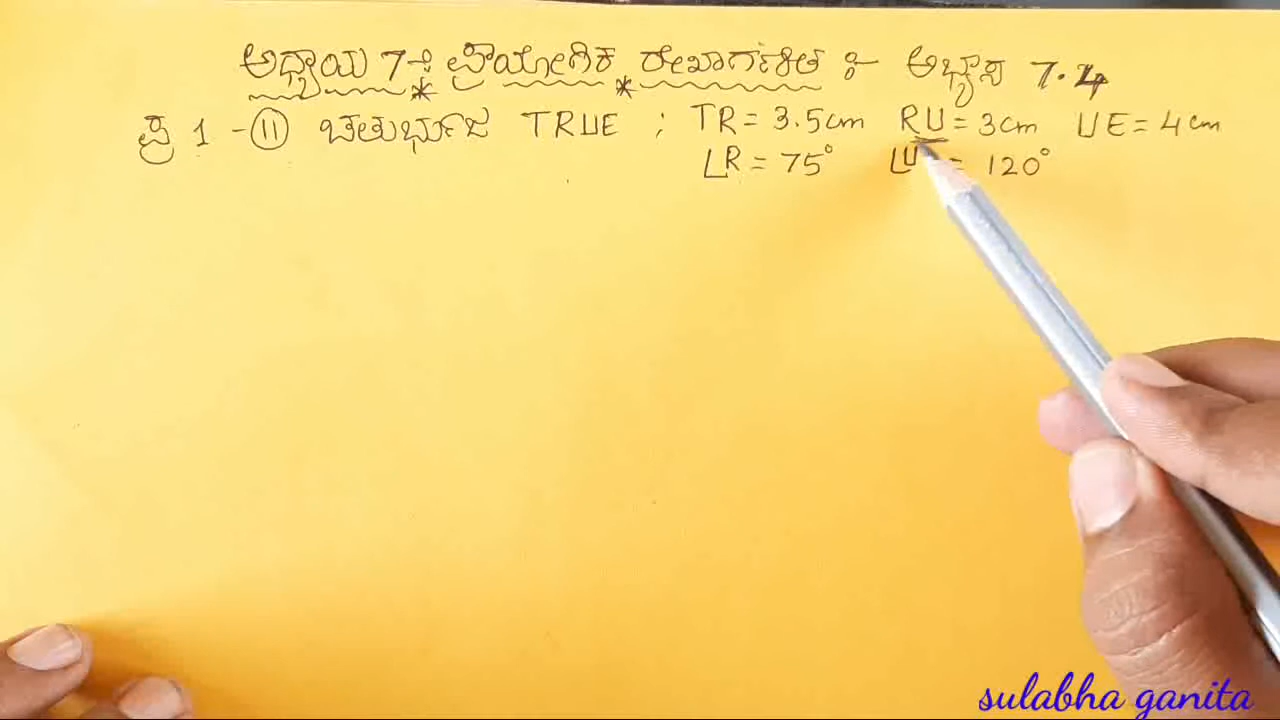 ಅಧ್ಯಾಯ 7 :- ಪ್ರಾಯೋಗಿಕ ರೇಖಾಗಣಿತ :- ಅಭ್ಯಾಸ 7.4
ಪ್ರ 1 - ii ಚತುರ್ಭುಜ TRUE ; TR = 3.5cm RU = 3cm UE = 4cm
∟R = 75° ∟U = 120°
sulabha ganita